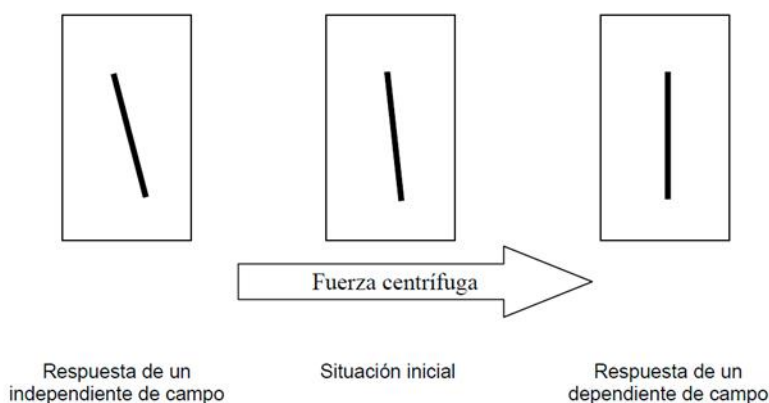 Fuerza centrífuga
Respuesta de un
independiente de campo
Situación inicial
Respuesta de un
dependiente de campo